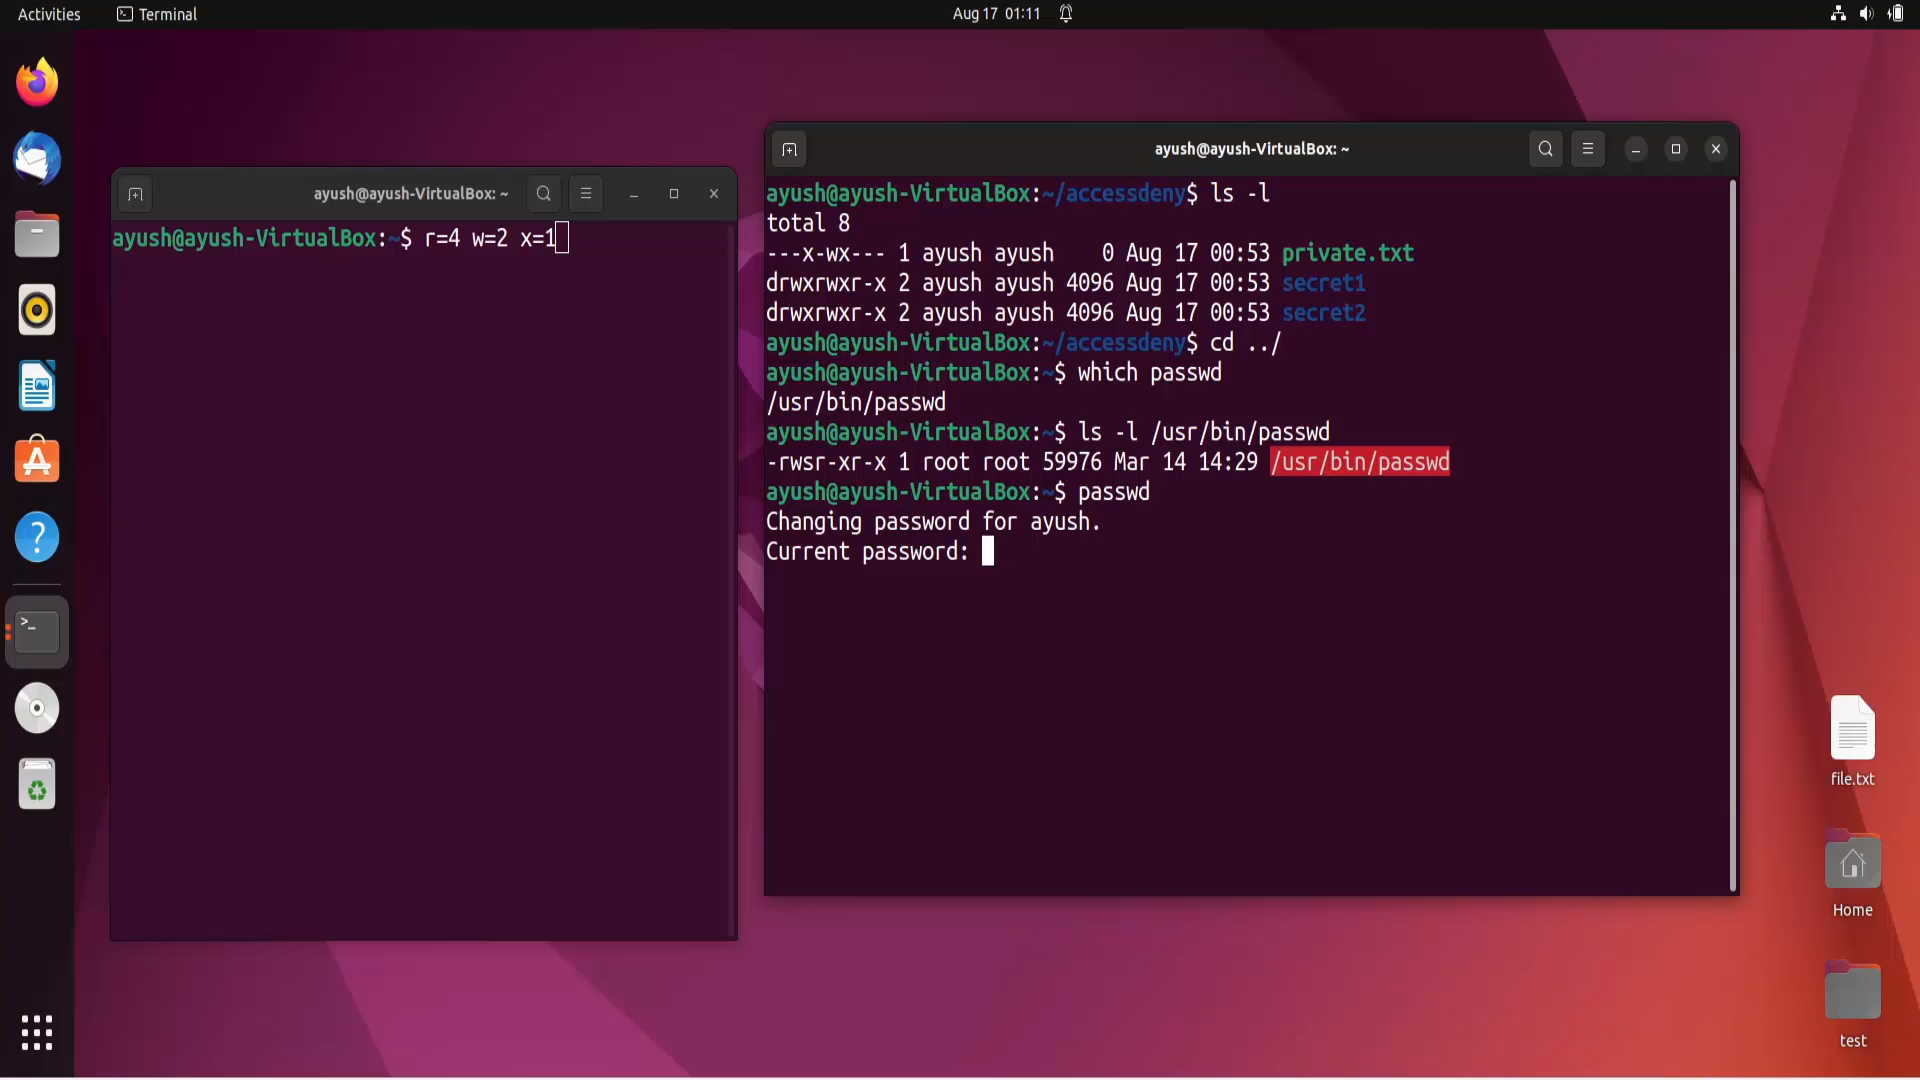 Activities
Terminal
Aug 17 01:11
ayush@ayush-VirtualBox: ~
ayush@ayush-VirtualBox:~$ r=4 w=2 x=1
ayush@ayush-VirtualBox: ~
ayush@ayush-VirtualBox:~/accessdeny$ ls -l
total 8
---x-wx--- 1 ayush ayush    0 Aug 17 00:53 private.txt
drwxrwxr-x 2 ayush ayush 4096 Aug 17 00:53 secret1
drwxrwxr-x 2 ayush ayush 4096 Aug 17 00:53 secret2
ayush@ayush-VirtualBox:~/accessdeny$ cd ../
ayush@ayush-VirtualBox:~$ which passwd
/usr/bin/passwd
ayush@ayush-VirtualBox:~$ ls -l /usr/bin/passwd
-rwsr-xr-x 1 root root 59976 Mar 14 14:29 /usr/bin/passwd
ayush@ayush-VirtualBox:~$ passwd
Changing password for ayush.
Current password:
file.txt
Home
test